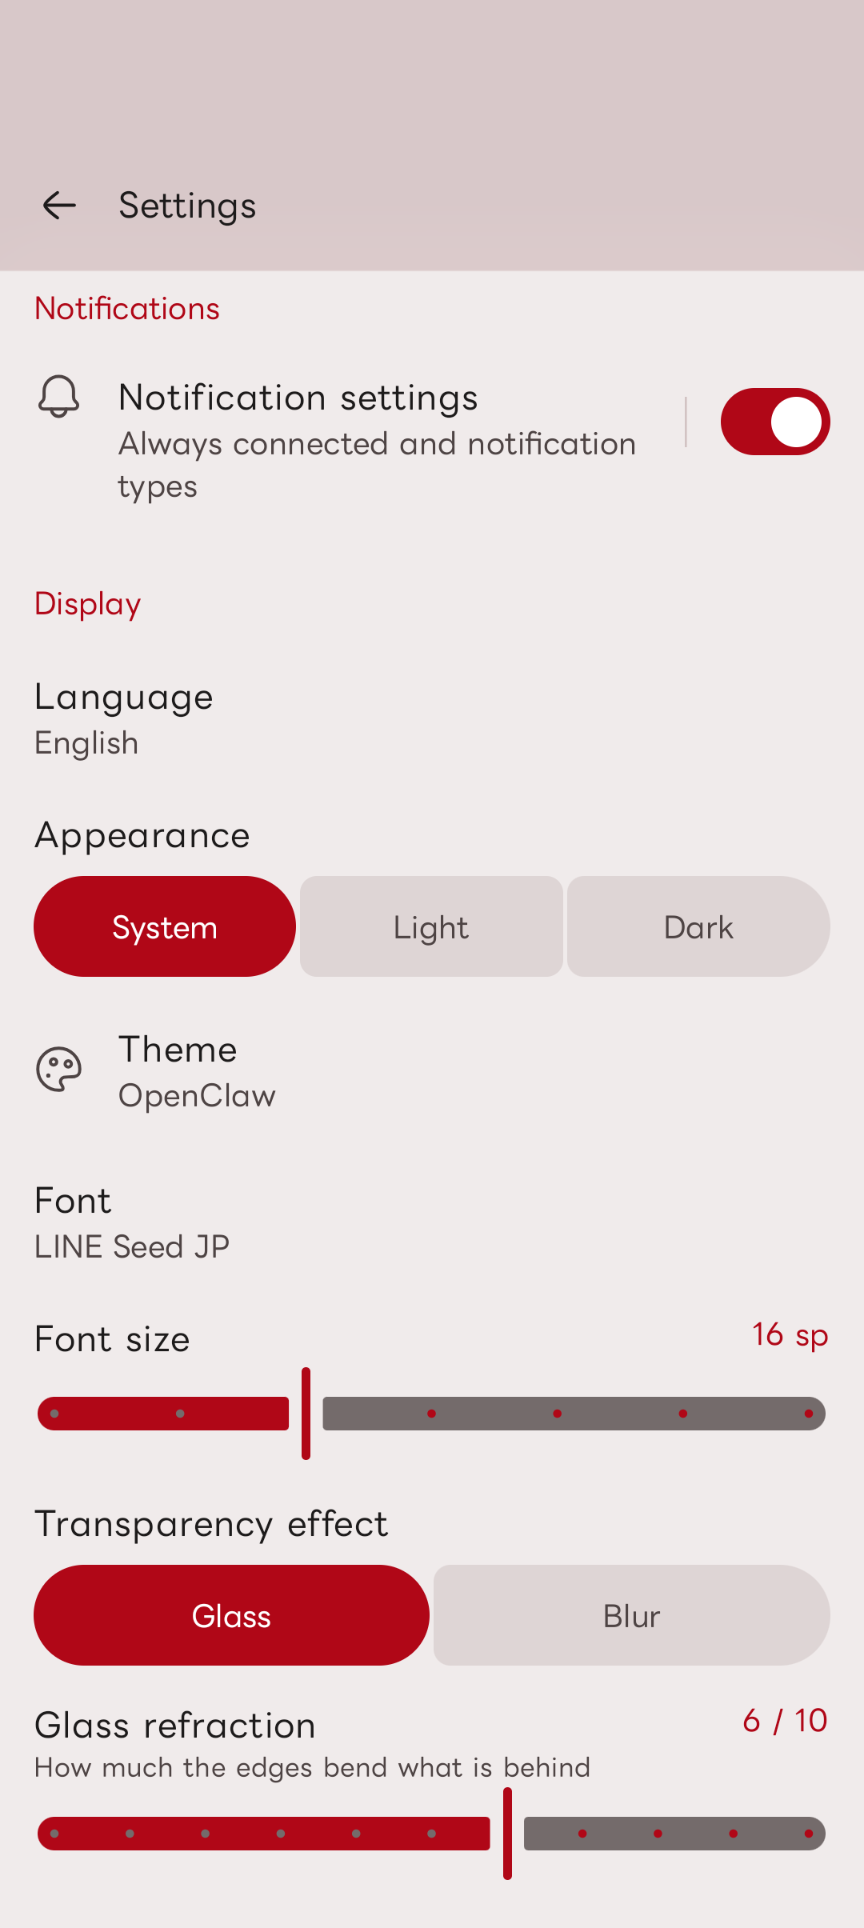 Settings
Notifications
Notification settings
Always connected and notification
types
Display
Language
English
Appearance
System
Light
Dark
Theme
OpenClaw
Font
LINE Seed JP
Font size
16 sp
Transparency effect
Glass
Blur
Glass refraction
6 / 10
How much the edges bend what is behind